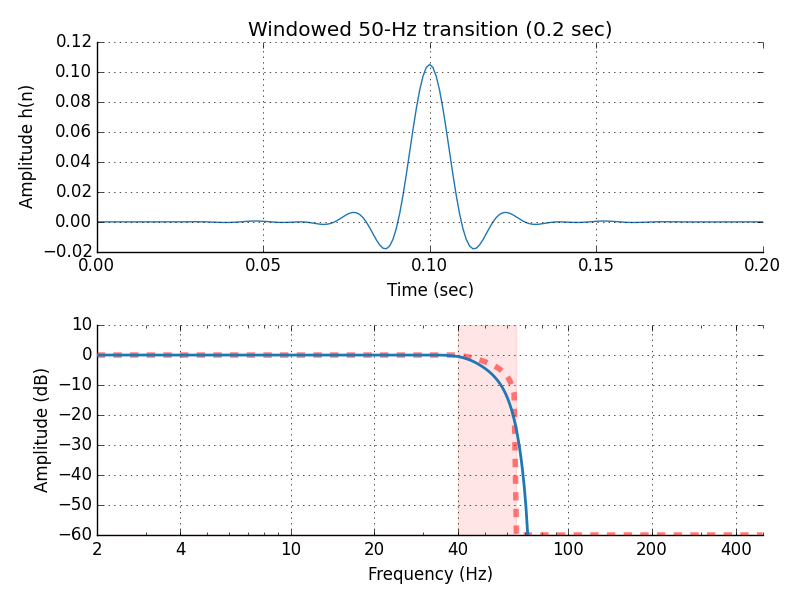 Windowed 50-Hz transition (0.2 sec)
0.12
0.10
0.08
0.06
0.04
0.02
0.00
−0.02
Amplitude h(n)
0.00 0.05 0.10 0.15 0.20
Time (sec)
10
0
−10
−20
−30
−40
−50
−60
Amplitude (dB)
2 4 10 20 40 100 200 400
Frequency (Hz)